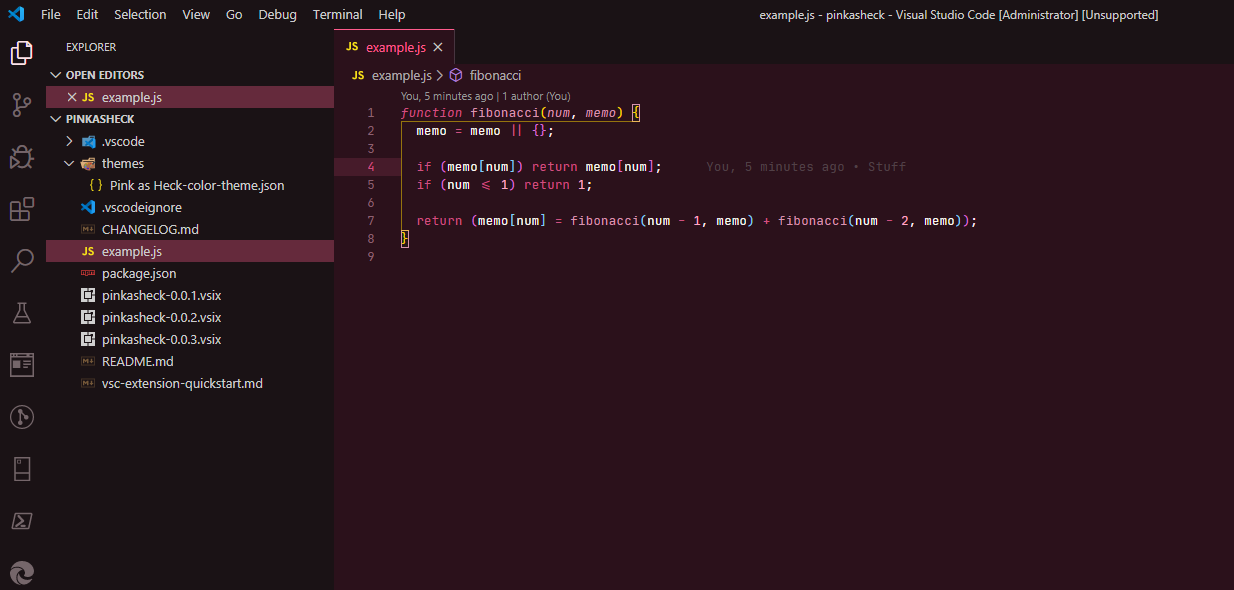 File Edit Selection View Go Debug Terminal Help
example.js - pinkasheck - Visual Studio Code [Administrator] [Unsupported]
EXPLORER
OPEN EDITORS
JS example.js
PINKASHECK
.vscode
themes
{ } Pink as Heck-color-theme.json
.vscodeignore
M↓ CHANGELOG.md
JS example.js
npm package.json
pinkasheck-0.0.1.vsix
pinkasheck-0.0.2.vsix
pinkasheck-0.0.3.vsix
M↓ README.md
M↓ vsc-extension-quickstart.md
JS example.js
JS example.js > fibonacci
You, 5 minutes ago | 1 author (You)
1 function fibonacci(num, memo) {
2 memo = memo || {};
3
4 if (memo[num]) return memo[num]; You, 5 minutes ago • Stuff
5 if (num <= 1) return 1;
6
7 return (memo[num] = fibonacci(num - 1, memo) + fibonacci(num - 2, memo));
8 }
9